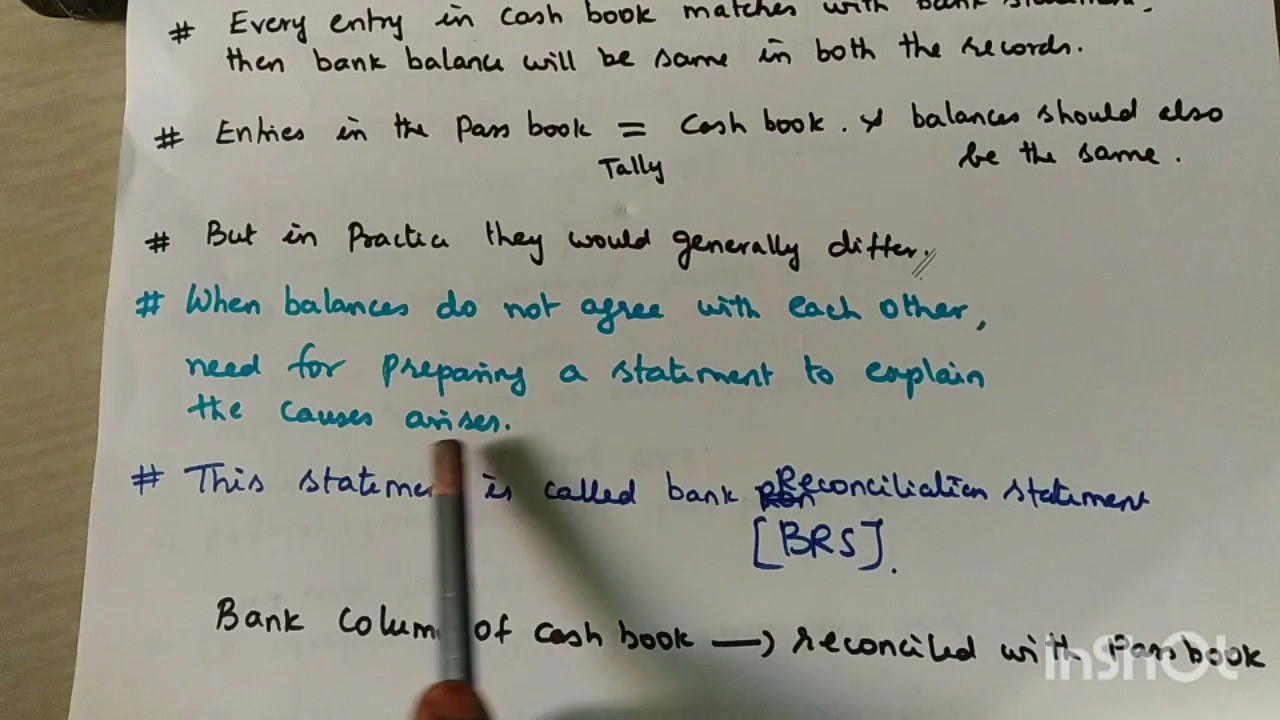 # Every entry in cash book matches with bank statement,
then bank balance will be same in both the records.
# Entries in the Pass book = Cash book. & balances should also
Tally
be the same.
# But in Practice they would generally differ.
# When balances do not agree with each other,
need for preparing a statement to explain
the causes arises.
# This statement is called bank Reconciliation statement
[BRS].
Bank column of cash book → reconciled with Pass book
InShOt